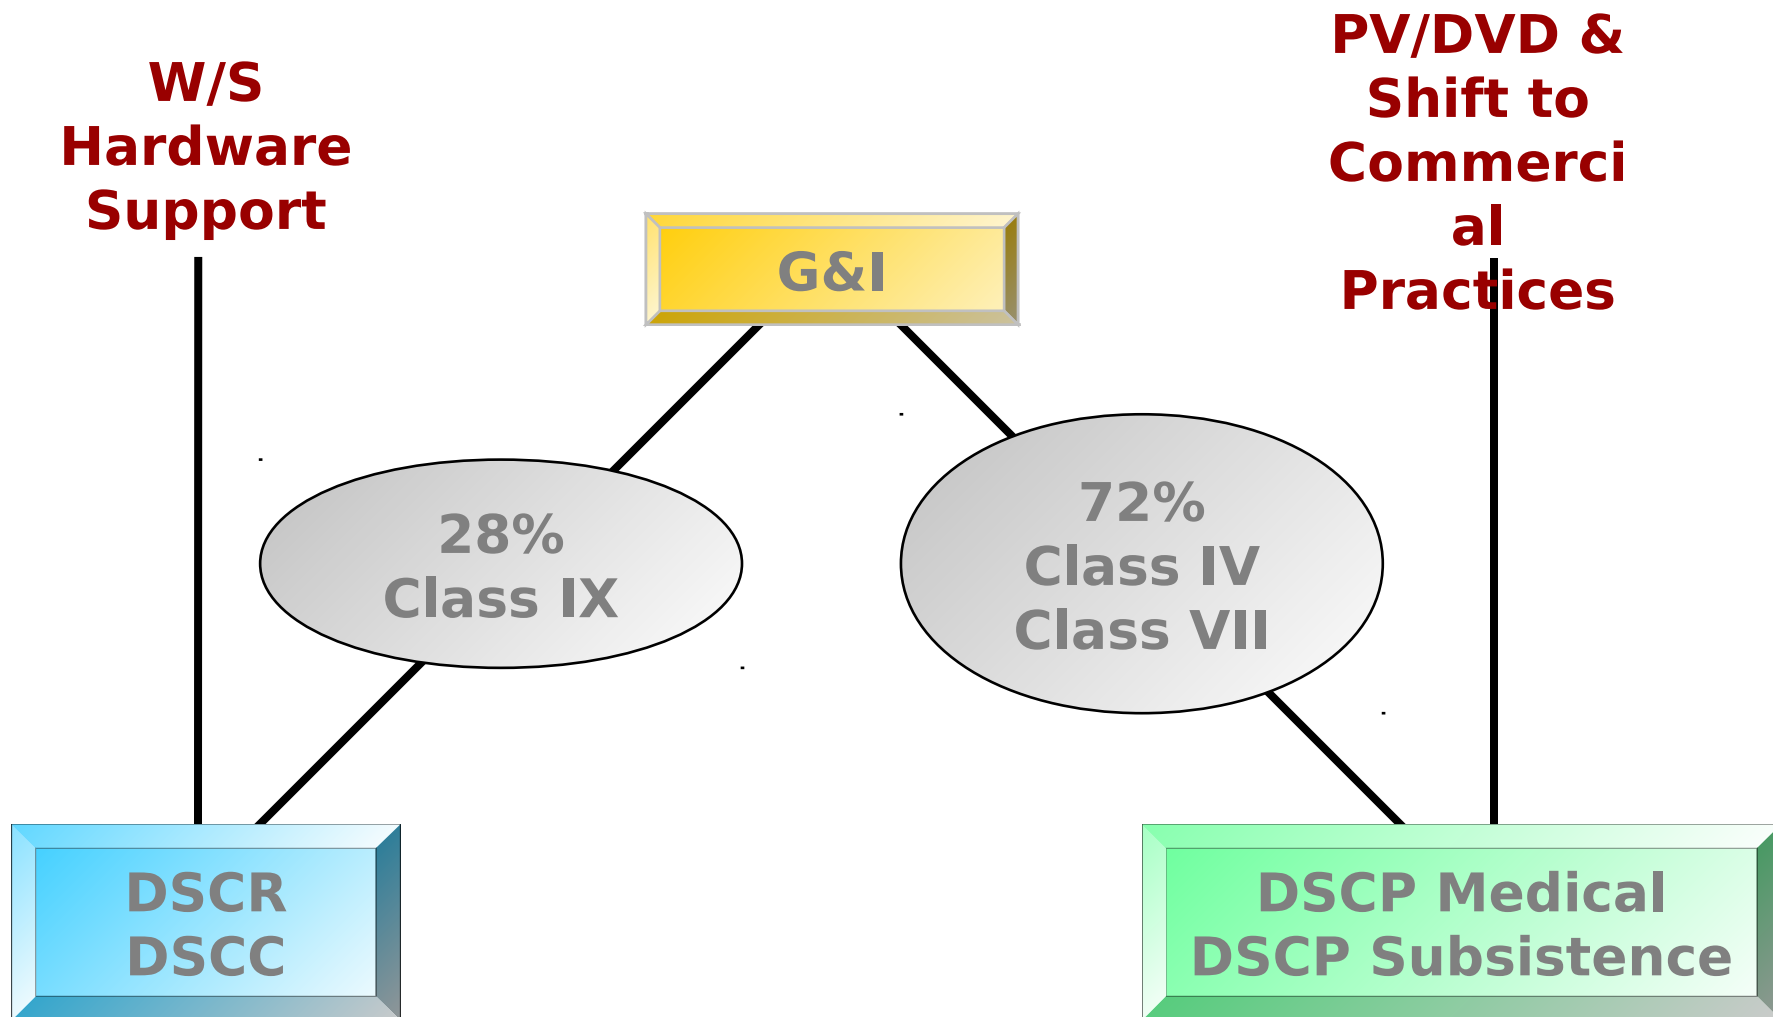 W/S
Hardware
Support
PV/DVD &
Shift to
Commerci
al
Practices
G&I
28%
Class IX
72%
Class IV
Class VII
DSCR
DSCC
DSCP Medical
DSCP Subsistence